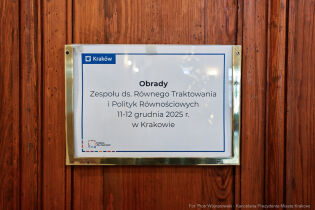 Kraków
Obrady
Zespołu ds. Równego Traktowania
i Polityk Równościowych
11-12 grudnia 2025 r.
w Krakowie
Fot. Piotr Wojnarowski - Kancelaria Prezydenta Miasta Krakowa